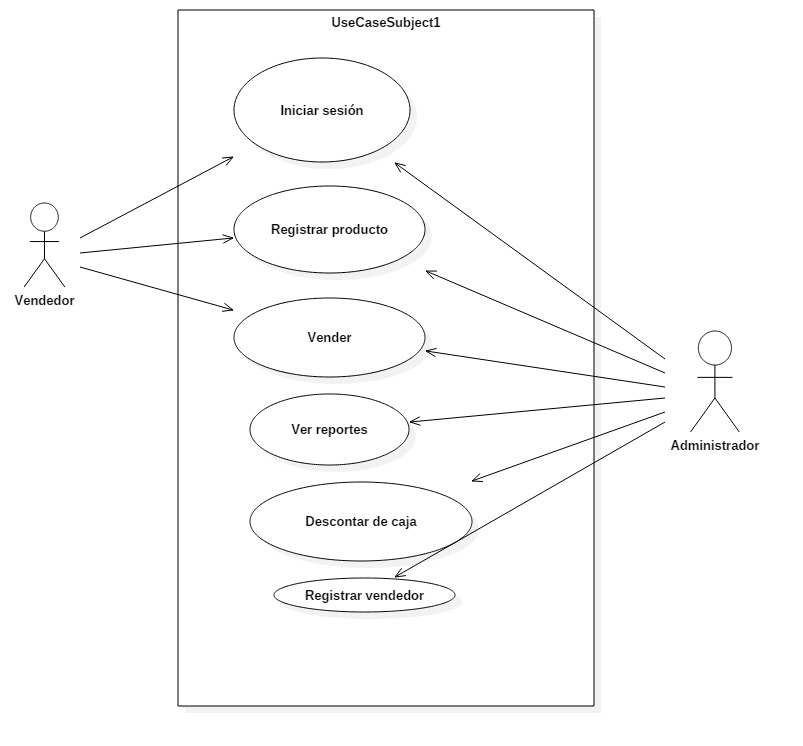 UseCaseSubject1
Iniciar sesión
Registrar producto
Vendedor
Vender
Ver reportes
Administrador
Descontar de caja
Registrar vendedor